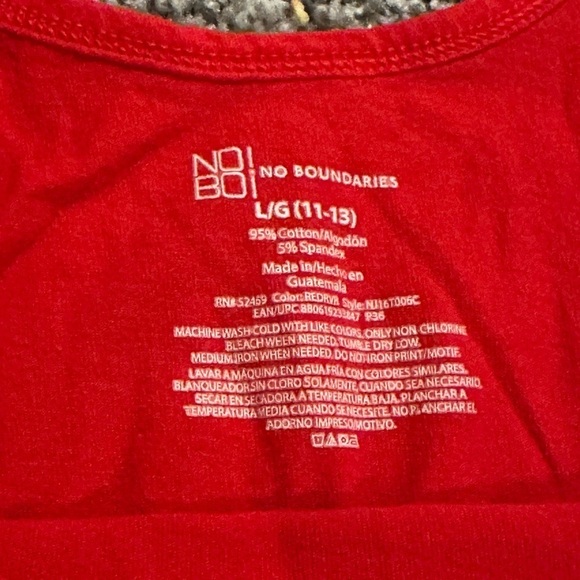 NO!
BO!
NO BOUNDARIES
L/G (11-13)
95% Cotton/Algodón
5% Spandex
Made in/Hecho en
Guatemala
RN# 52469 Color: REDRVR Style: NJ16T006C
EAN/UPC: P36
MACHINE WASH COLD WITH LIKE COLORS, ONLY NON CHLORINE
BLEACH WHEN NEEDED. TUMBLE DRY LOW.
MEDIUM IRON WHEN NEEDED. DO NOT IRON PRINT/MOTIF.
LAVAR A MÁQUINA EN AGUA FRÍA CON COLORES SIMILARES.
BLANQUEADOR SIN CLORO SOLAMENTE, CUANDO SEA NECESARIO.
SECAR EN SECADORA A TEMPERATURA BAJA. PLANCHAR A
TEMPERATURA MEDIA CUANDO SE NECESITE. NO PLANCHAR EL
ADORNO IMPRESO/MOTIVO.